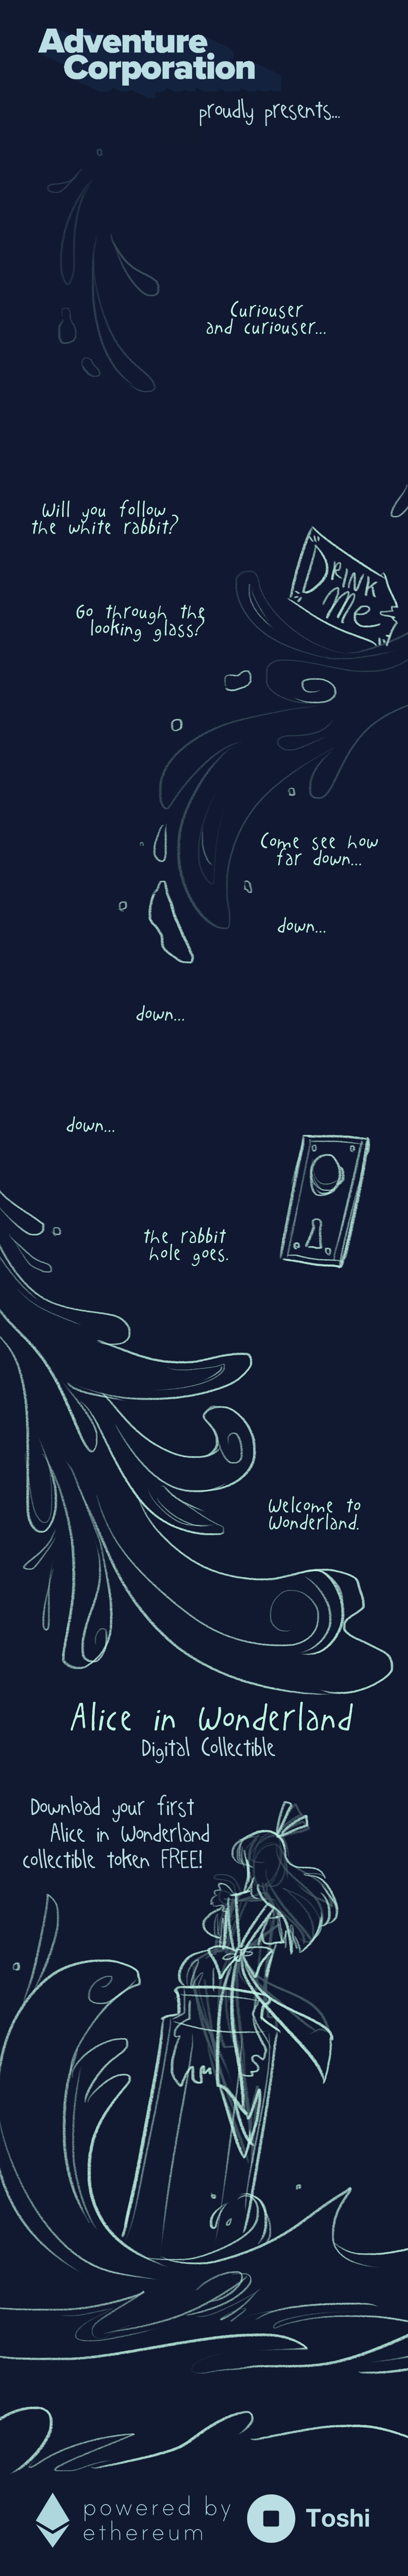 Adventure
Corporation
proudly presents...
Curiouser
and curiouser...
Will you follow
the white rabbit?
DRINK
me
Go through the
looking glass?
Come see how
far down...
down...
down...
down...
the rabbit
hole goes.
Welcome to
Wonderland.
Alice in Wonderland
Digital Collectible
Download your first
Alice in Wonderland
collectible token FREE!
powered by
ethereum
Toshi